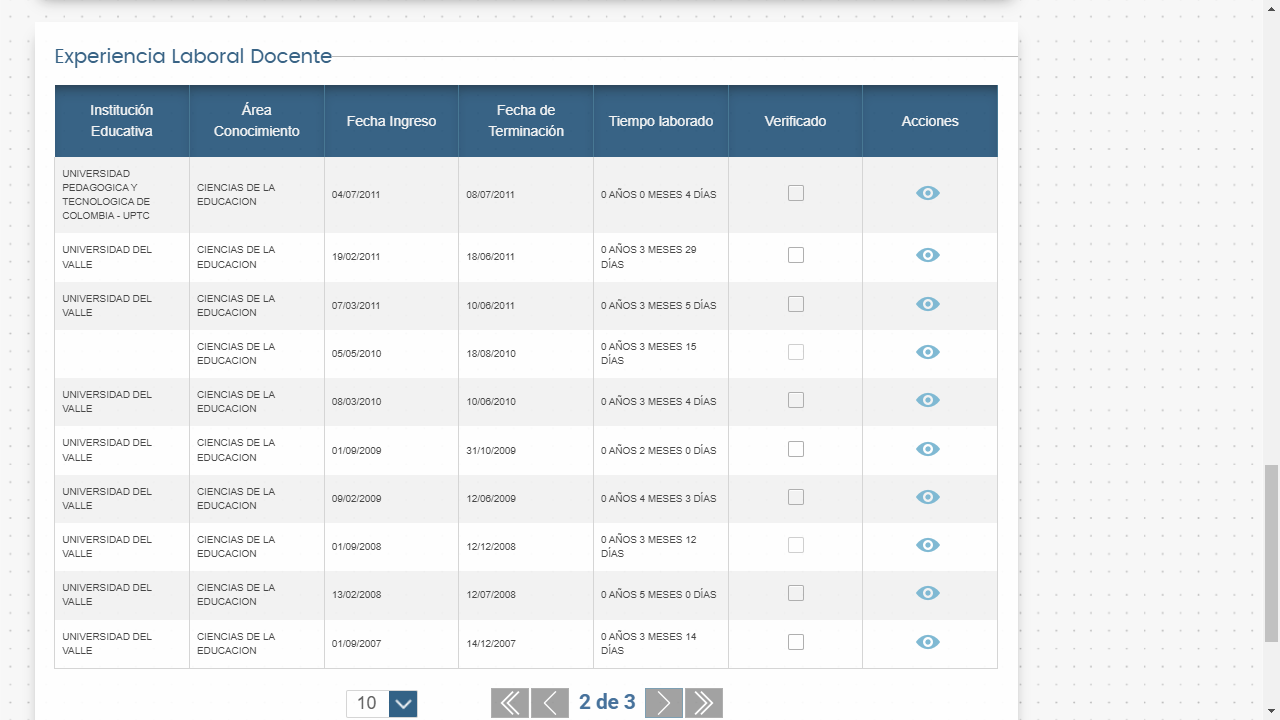 Experiencia Laboral Docente
Institución
Educativa
Área
Conocimiento
Fecha Ingreso
Fecha de
Terminación
Tiempo laborado
Verificado
Acciones
UNIVERSIDAD
PEDAGOGICA Y
TECNOLOGICA DE
COLOMBIA - UPTC
CIENCIAS DE LA
EDUCACION
04/07/2011
08/07/2011
0 AÑOS 0 MESES 4 DÍAS
UNIVERSIDAD DEL
VALLE
CIENCIAS DE LA
EDUCACION
19/02/2011
18/06/2011
0 AÑOS 3 MESES 29
DÍAS
UNIVERSIDAD DEL
VALLE
CIENCIAS DE LA
EDUCACION
07/03/2011
10/06/2011
0 AÑOS 3 MESES 5 DÍAS
CIENCIAS DE LA
EDUCACION
05/05/2010
18/08/2010
0 AÑOS 3 MESES 15
DÍAS
UNIVERSIDAD DEL
VALLE
CIENCIAS DE LA
EDUCACION
08/03/2010
10/06/2010
0 AÑOS 3 MESES 4 DÍAS
UNIVERSIDAD DEL
VALLE
CIENCIAS DE LA
EDUCACION
01/09/2009
31/10/2009
0 AÑOS 2 MESES 0 DÍAS
UNIVERSIDAD DEL
VALLE
CIENCIAS DE LA
EDUCACION
09/02/2009
12/06/2009
0 AÑOS 4 MESES 3 DÍAS
UNIVERSIDAD DEL
VALLE
CIENCIAS DE LA
EDUCACION
01/09/2008
12/12/2008
0 AÑOS 3 MESES 12
DÍAS
UNIVERSIDAD DEL
VALLE
CIENCIAS DE LA
EDUCACION
13/02/2008
12/07/2008
0 AÑOS 5 MESES 0 DÍAS
UNIVERSIDAD DEL
VALLE
CIENCIAS DE LA
EDUCACION
01/09/2007
14/12/2007
0 AÑOS 3 MESES 14
DÍAS
10
2 de 3